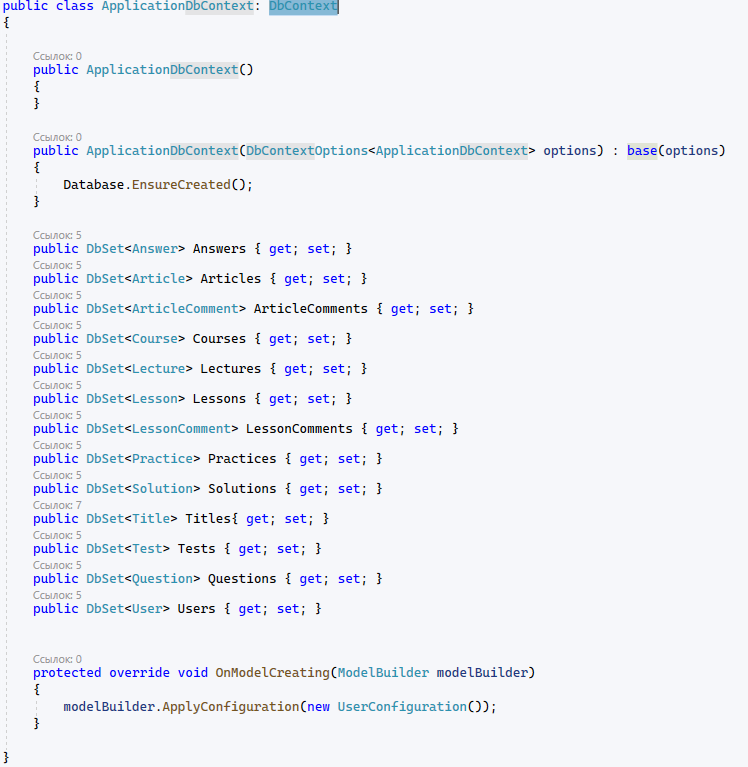 public class ApplicationDbContext: DbContext
{
Ссылок: 0
public ApplicationDbContext()
{
}
Ссылок: 0
public ApplicationDbContext(DbContextOptions<ApplicationDbContext> options) : base(options)
{
Database.EnsureCreated();
}
Ссылок: 5
public DbSet<Answer> Answers { get; set; }
Ссылок: 5
public DbSet<Article> Articles { get; set; }
Ссылок: 5
public DbSet<ArticleComment> ArticleComments { get; set; }
Ссылок: 5
public DbSet<Course> Courses { get; set; }
Ссылок: 5
public DbSet<Lecture> Lectures { get; set; }
Ссылок: 5
public DbSet<Lesson> Lessons { get; set; }
Ссылок: 5
public DbSet<LessonComment> LessonComments { get; set; }
Ссылок: 5
public DbSet<Practice> Practices { get; set; }
Ссылок: 5
public DbSet<Solution> Solutions { get; set; }
Ссылок: 7
public DbSet<Title> Titles{ get; set; }
Ссылок: 5
public DbSet<Test> Tests { get; set; }
Ссылок: 5
public DbSet<Question> Questions { get; set; }
Ссылок: 5
public DbSet<User> Users { get; set; }
Ссылок: 0
protected override void OnModelCreating(ModelBuilder modelBuilder)
{
modelBuilder.ApplyConfiguration(new UserConfiguration());
}
}